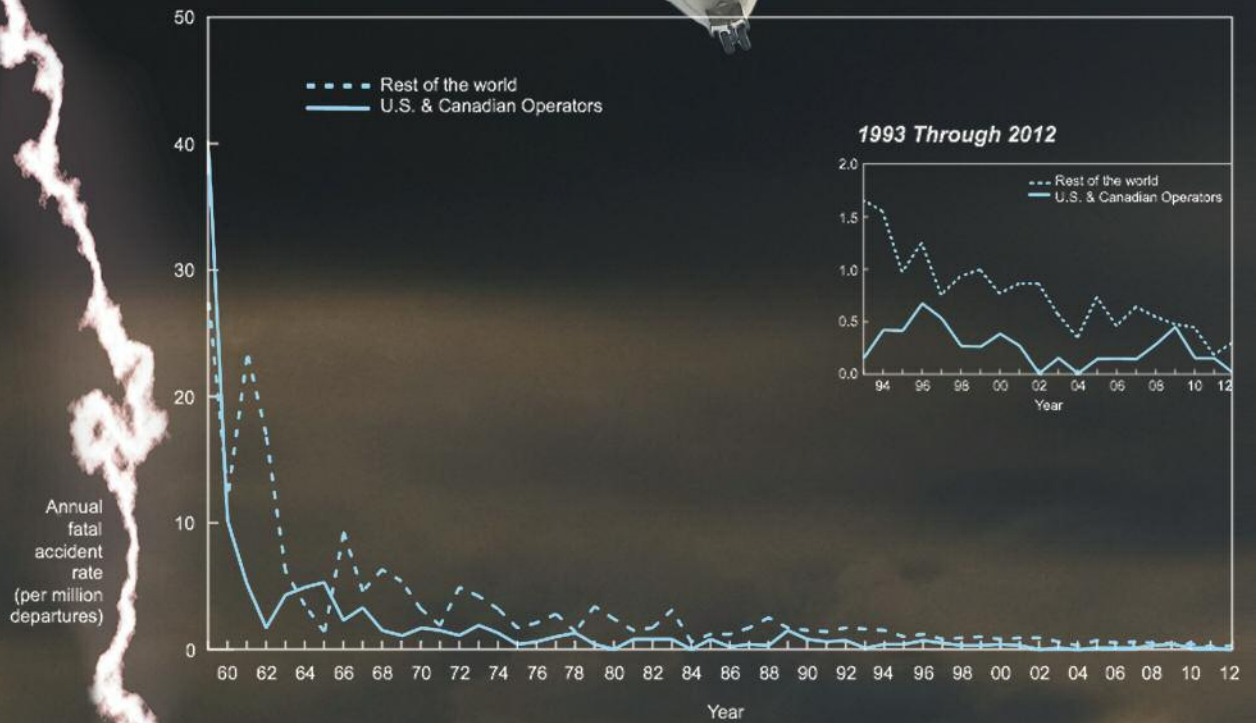 50
Rest of the world
U.S. & Canadian Operators
40
30
20
10
0
Annual
fatal
accident
rate
(per million
departures)
60 62 64 66 68 70 72 74 76 78 80 82 84 86 88 90 92 94 96 98 00 02 04 06 08 10 12
Year
1993 Through 2012
2.0
Rest of the world
U.S. & Canadian Operators
1.5
1.0
0.5
0.0
94 96 98 00 02 04 06 08 10 12
Year